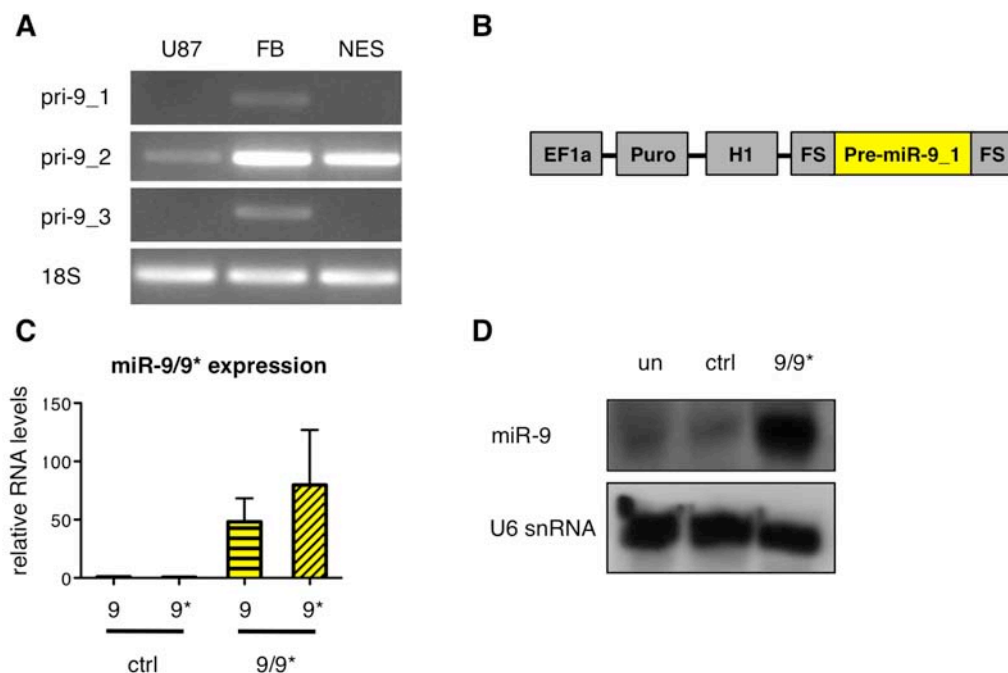 A
U87 FB NES
pri-9_1
pri-9_2
pri-9_3
18S
B
EF1a Puro H1 FS Pre-miR-9_1 FS
C
miR-9/9* expression
relative RNA levels
150
100
50
0
9 9* 9 9*
ctrl 9/9*
D
un ctrl 9/9*
miR-9
U6 snRNA